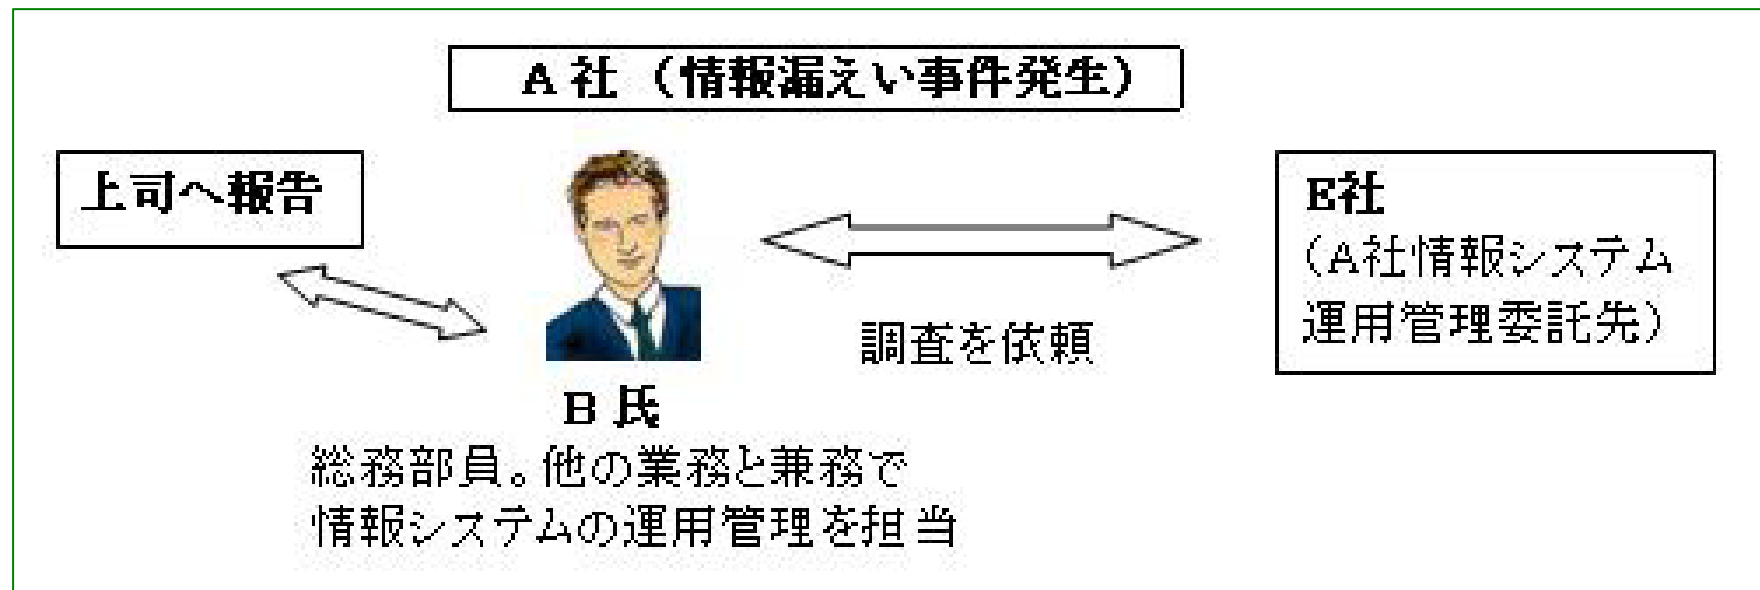 A 社 （情報漏えい事件発生）
上司へ報告
E社
（A社情報システム
運用管理委託先）
調査を依頼
B 氏
総務部員。他の業務と兼務で
情報システムの運用管理を担当